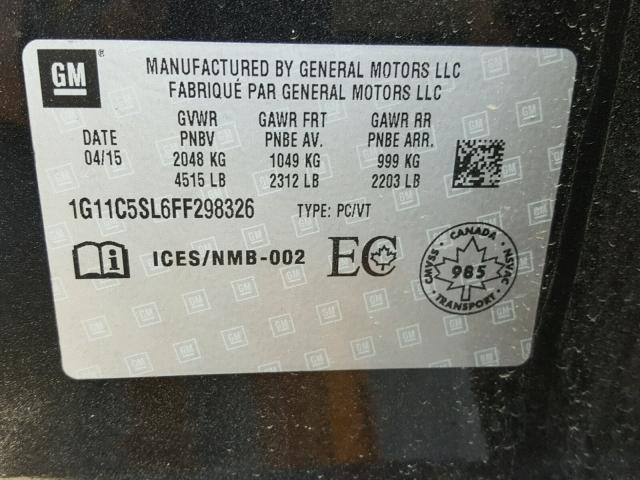 GM ®
MANUFACTURED BY GENERAL MOTORS LLC
FABRIQUÉ PAR GENERAL MOTORS LLC
GVWR GAWR FRT GAWR RR
DATE PNBV PNBE AV. PNBE ARR.
04/15 2048 KG 1049 KG 999 KG
4515 LB 2312 LB 2203 LB
1G11C5SL6FF298326 TYPE: PC/VT
i ICES/NMB-002 EC
CANADA
CMVSS 985 NSVAC
TRANSPORT